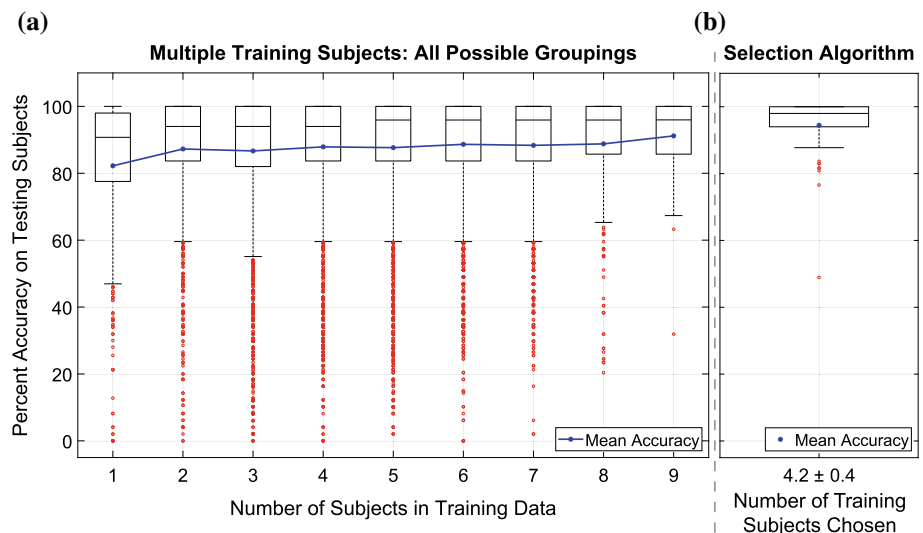 (a)
Multiple Training Subjects: All Possible Groupings
Percent Accuracy on Testing Subjects
100
80
60
40
20
0
1 2 3 4 5 6 7 8 9
Mean Accuracy
Number of Subjects in Training Data
(b)
Selection Algorithm
Mean Accuracy
4.2 ± 0.4
Number of Training
Subjects Chosen